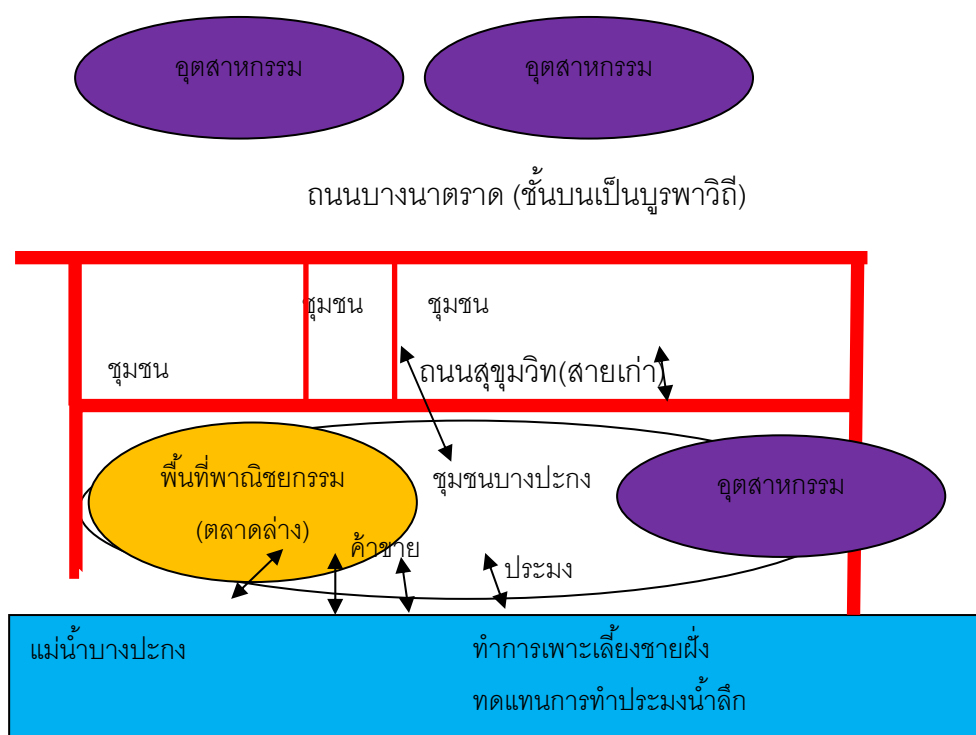 อุตสาหกรรม
อุตสาหกรรม
ถนนบางนาตราด (ชั้นบนเป็นบูรพาวิถี)
ชุมชน
ชุมชน
ชุมชน
ถนนสุขุมวิท(สายเก่า)
พื้นที่พาณิชยกรรม
(ตลาดล่าง)
ชุมชนบางปะกง
อุตสาหกรรม
ค้าขาย
ประมง
แม่น้ำบางปะกง
ทำการเพาะเลี้ยงชายฝั่ง
ทดแทนการทำประมงน้ำลึก